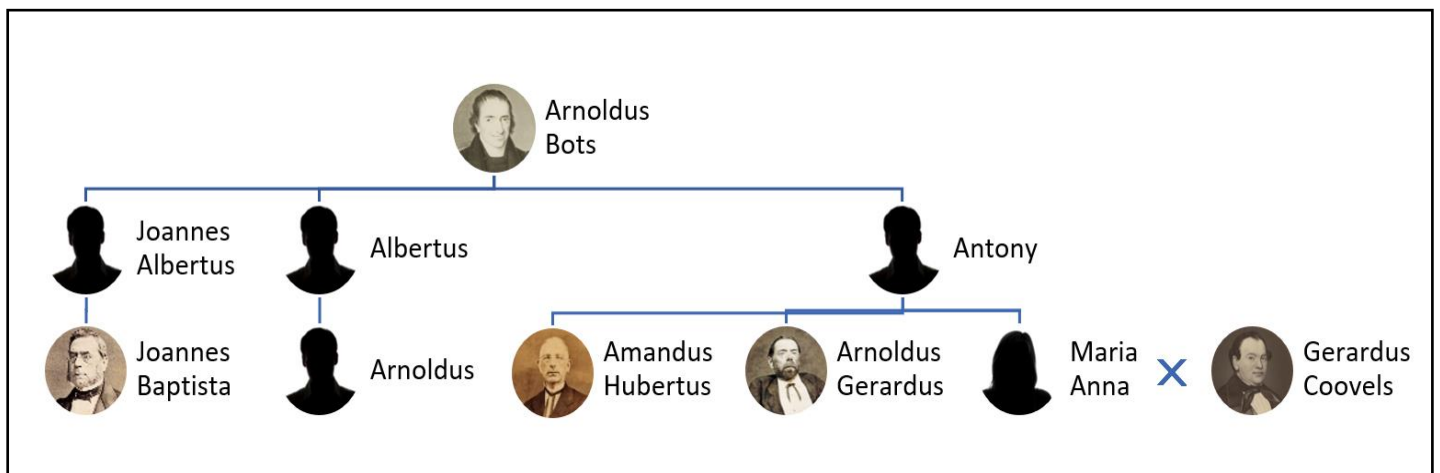 Arnoldus
Bots
Joannes
Albertus
Albertus
Antony
Joannes
Baptista
Arnoldus
Amandus
Hubertus
Arnoldus
Gerardus
Maria
Anna
X
Gerardus
Coovels